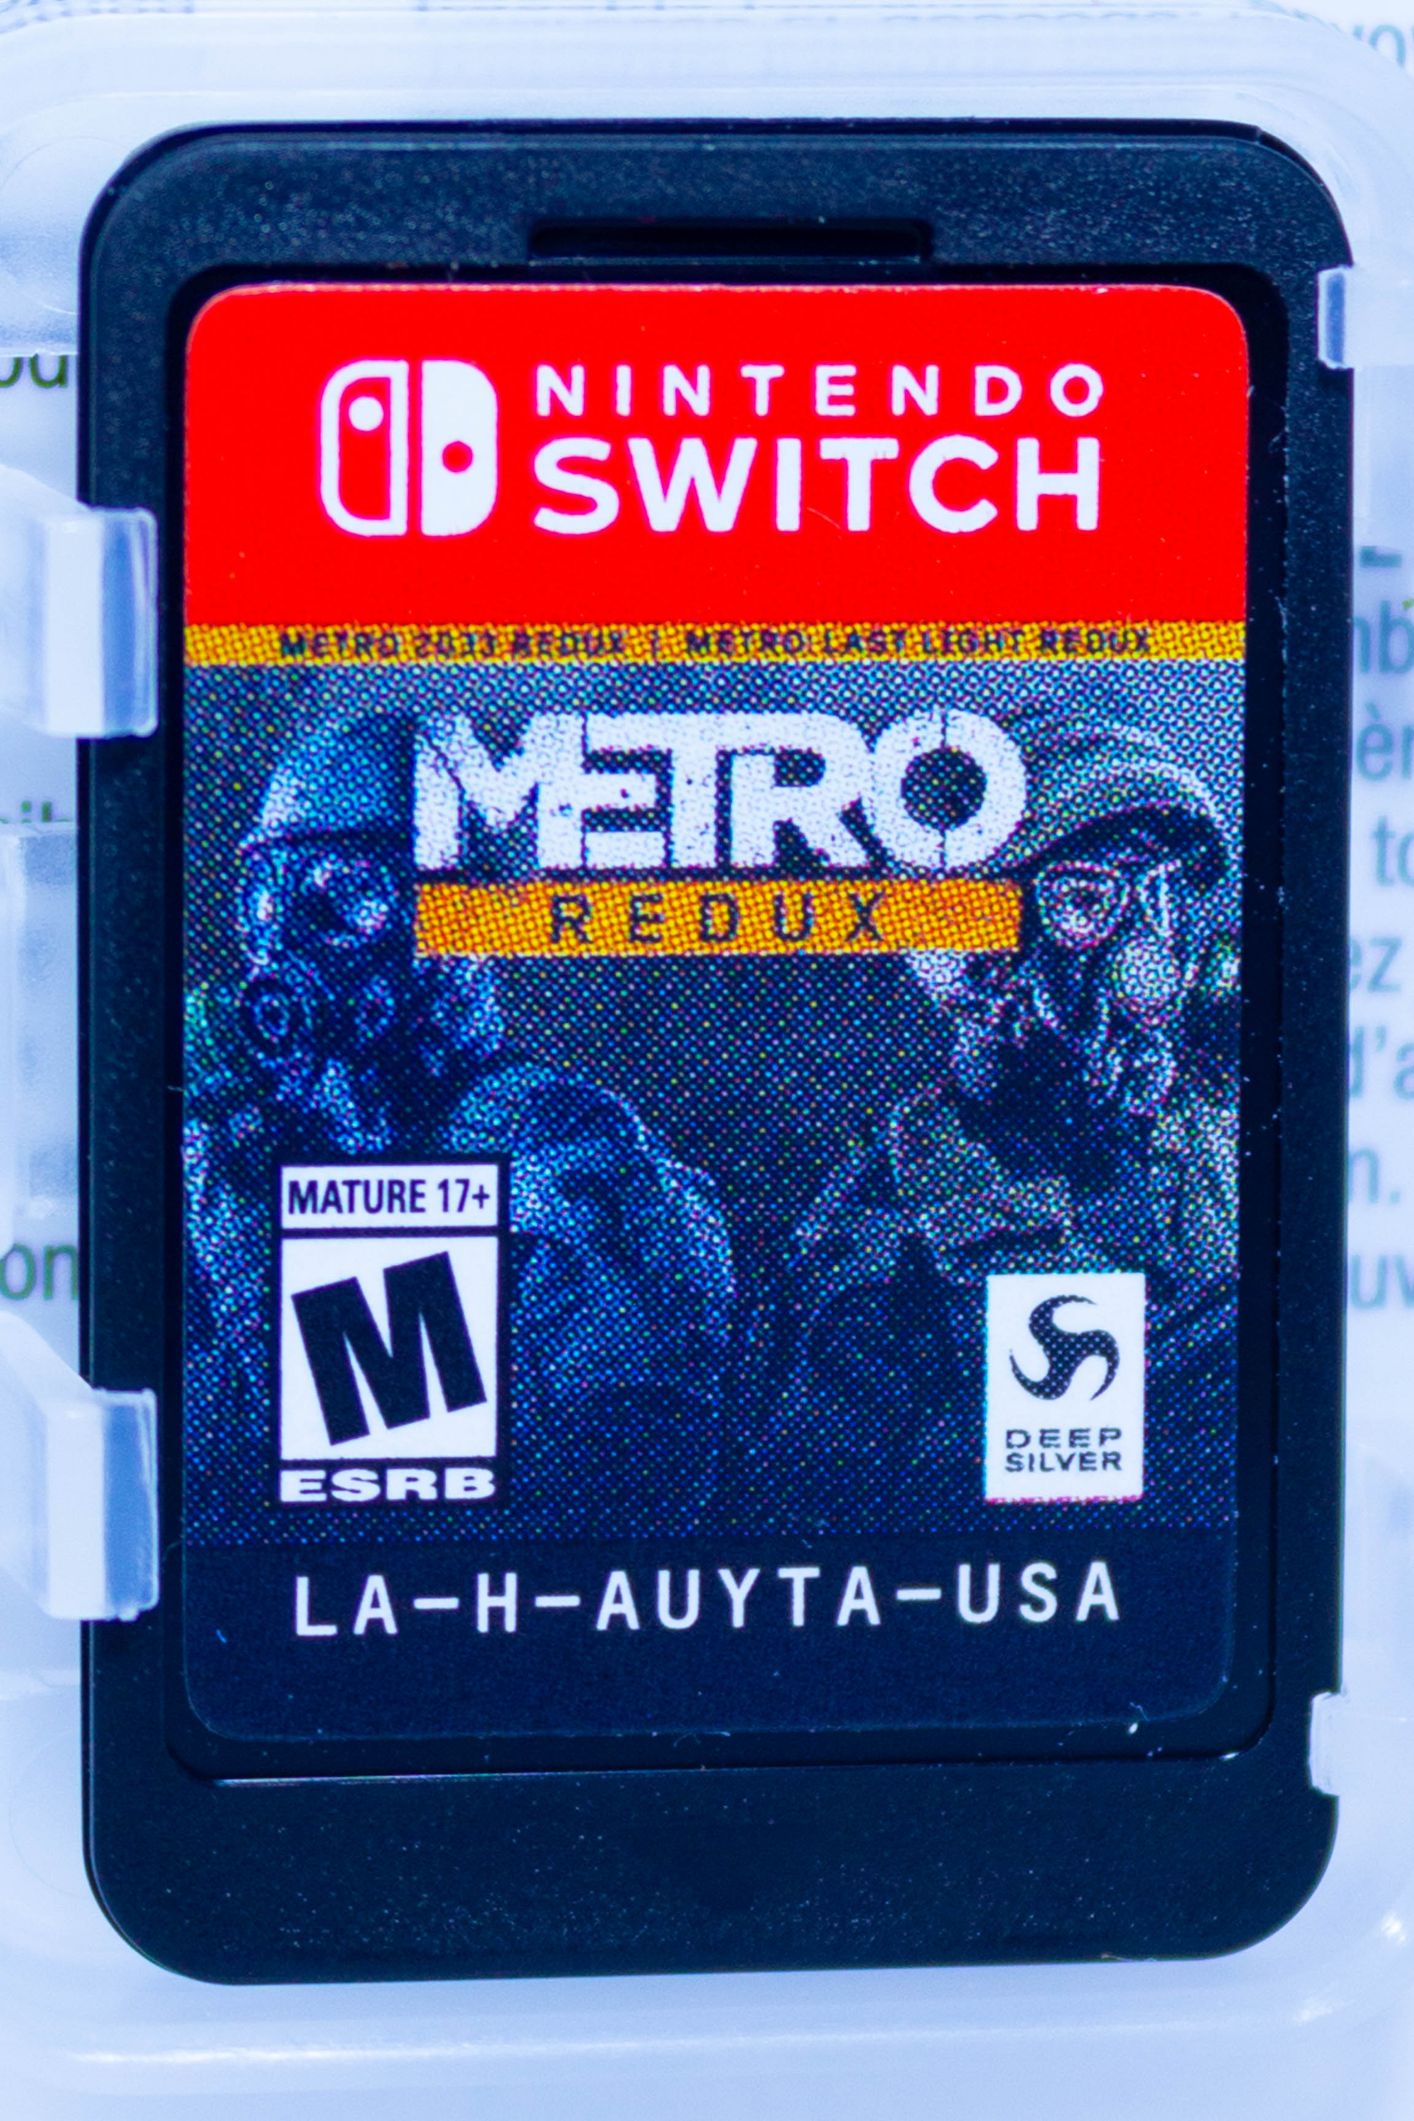 NINTENDO
SWITCH
METRO 2033 REDUX | METRO LAST LIGHT REDUX
METRO
REDUX
MATURE 17+
M
ESRB
DEEP
SILVER
LA-H-AUYTA-USA